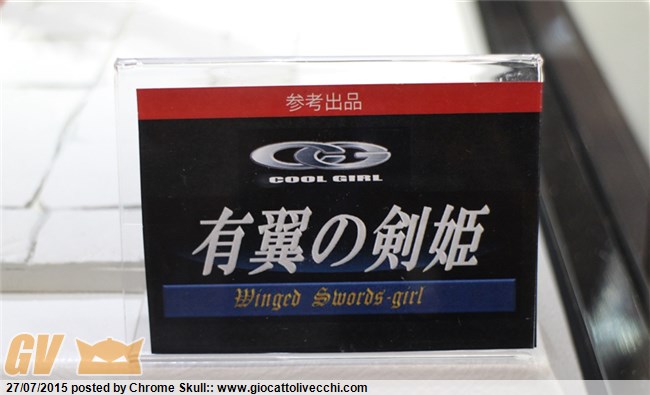 参考出品
CG
COOL GIRL
有翼の剣姫
Winged Swords-girl
GV
27/07/2015 posted by Chrome Skull:: www.giocattolivecchi.com